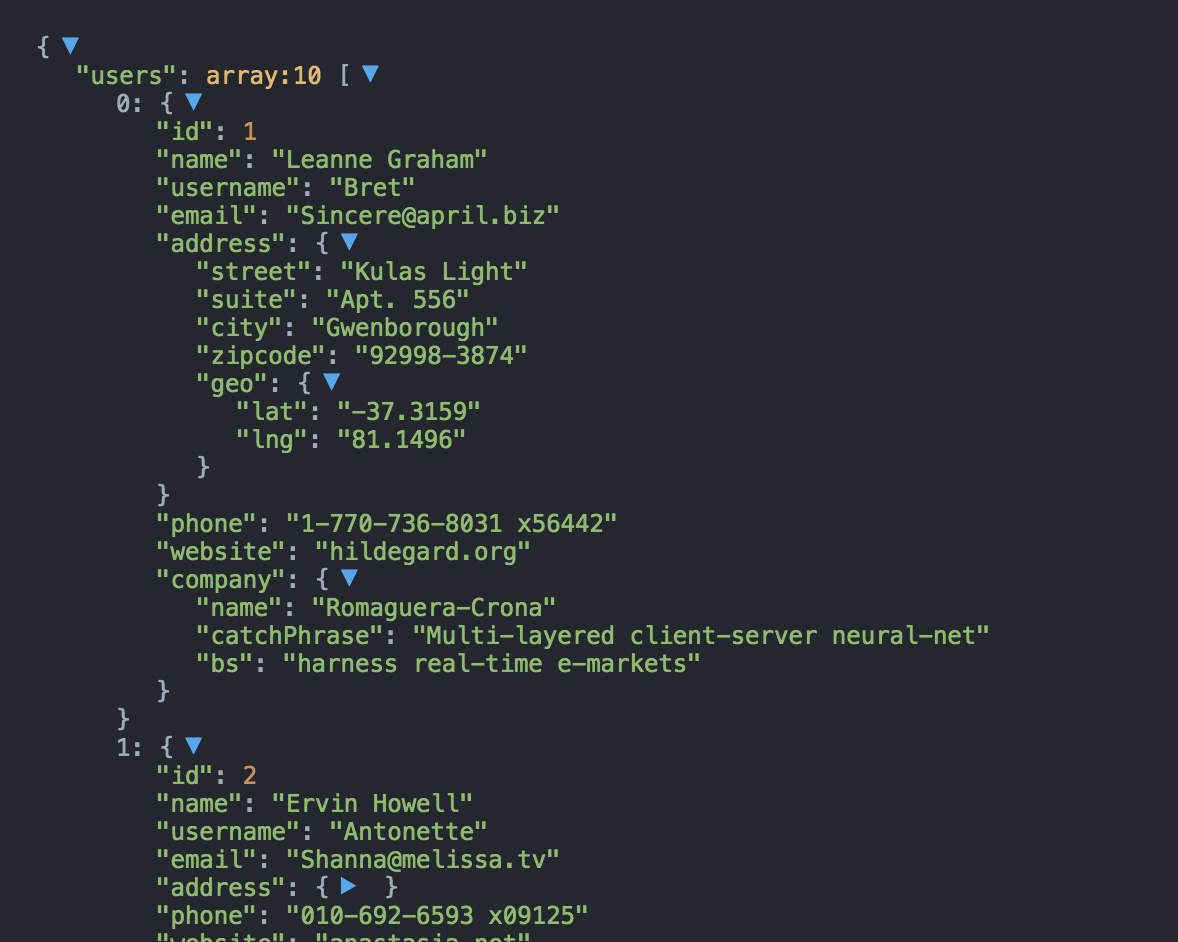 { ▼
"users": array:10 [ ▼
0: { ▼
"id": 1
"name": "Leanne Graham"
"username": "Bret"
"email": "Sincere@april.biz"
"address": { ▼
"street": "Kulas Light"
"suite": "Apt. 556"
"city": "Gwenborough"
"zipcode": "92998-3874"
"geo": { ▼
"lat": "-37.3159"
"lng": "81.1496"
}
}
"phone": "1-770-736-8031 x56442"
"website": "hildegard.org"
"company": { ▼
"name": "Romaguera-Crona"
"catchPhrase": "Multi-layered client-server neural-net"
"bs": "harness real-time e-markets"
}
}
1: { ▼
"id": 2
"name": "Ervin Howell"
"username": "Antonette"
"email": "Shanna@melissa.tv"
"address": { ▶ }
"phone": "010-692-6593 x09125"
"website": "anastasia.net"